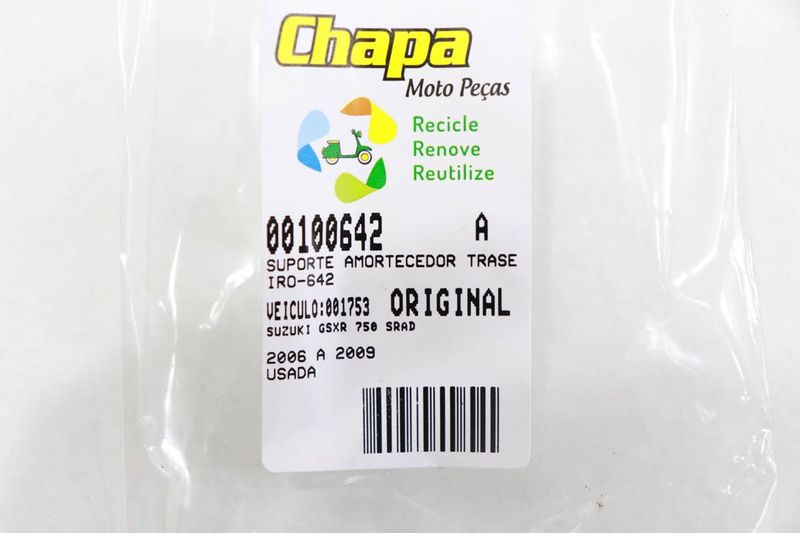 Chapa
Moto Peças
Recicle
Renove
Reutilize
00100642 A
SUPORTE AMORTECEDOR TRASE
IRO-642
VEICULO:001753 ORIGINAL
SUZUKI GSXR 750 SRAD
2006 A 2009
USADA